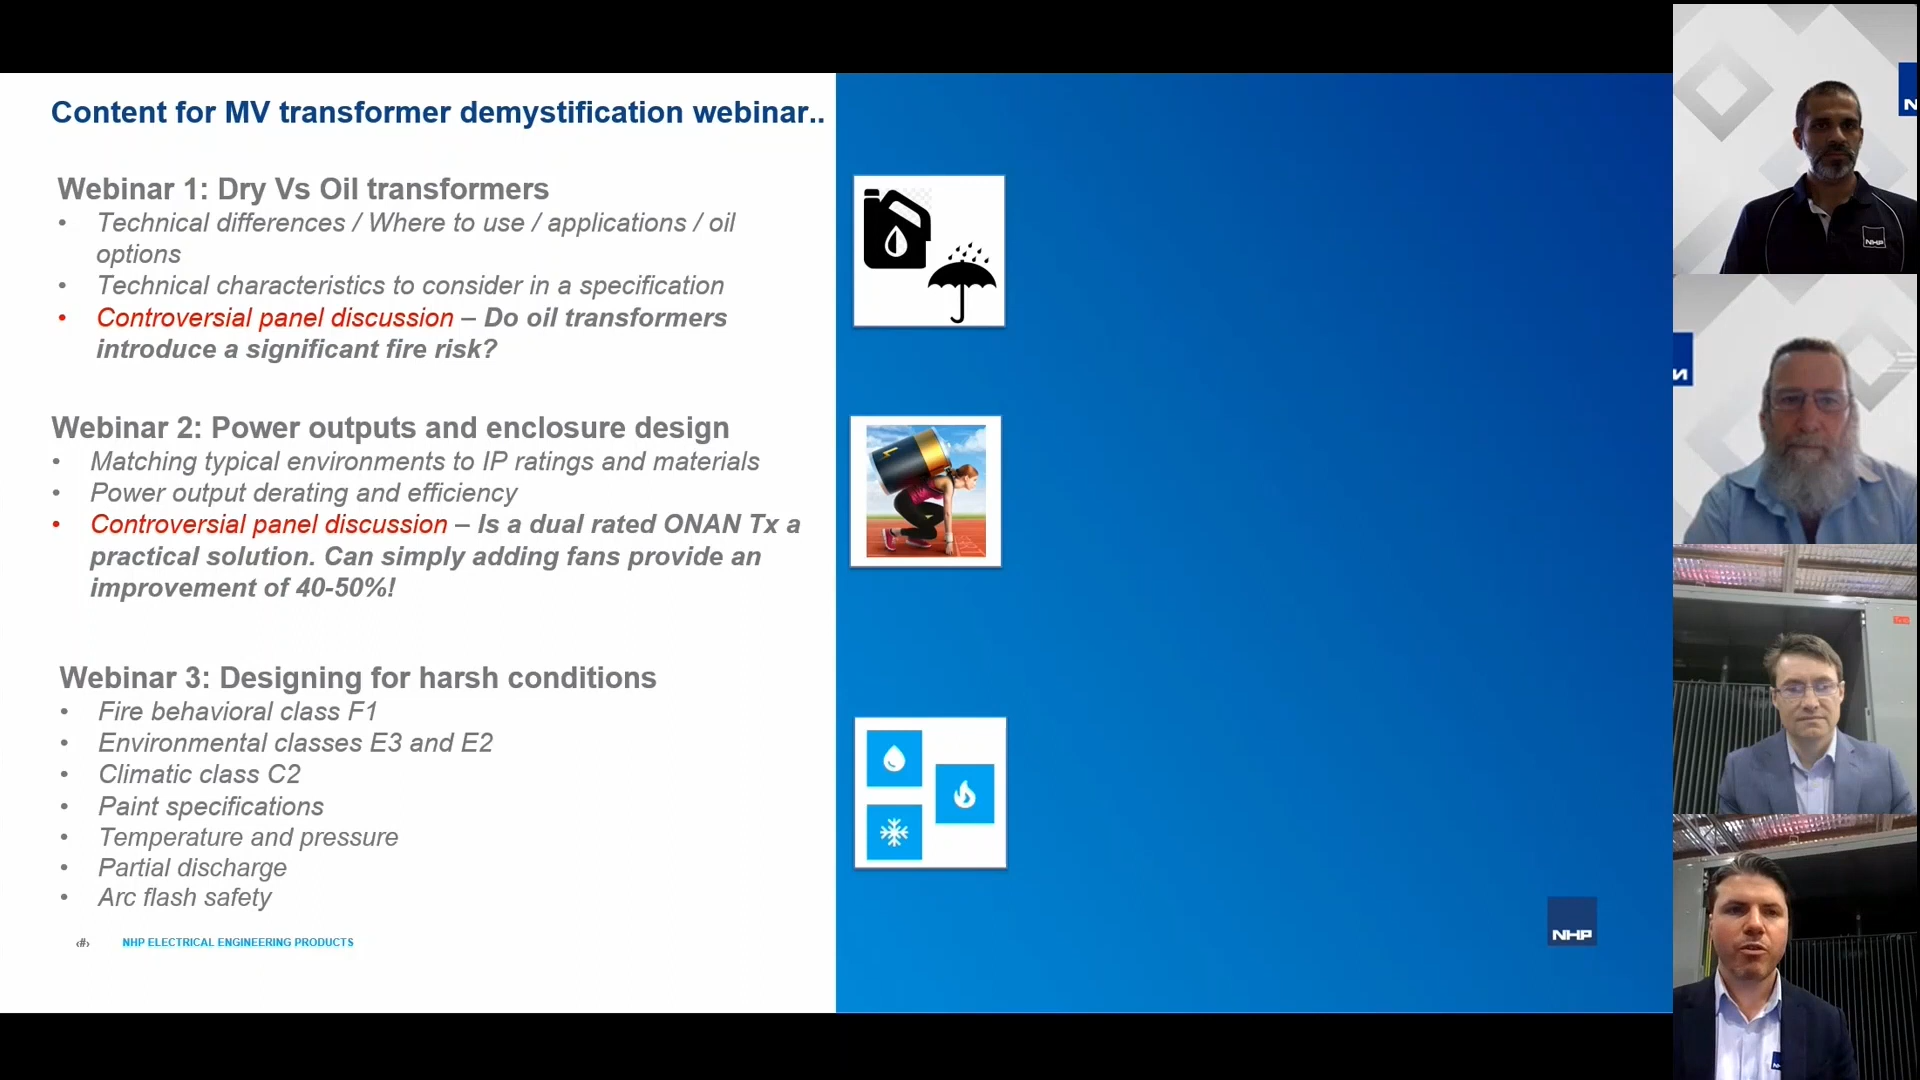 Content for MV transformer demystification webinar..
Webinar 1: Dry Vs Oil transformers
• Technical differences / Where to use / applications / oil
options
• Technical characteristics to consider in a specification
• Controversial panel discussion – Do oil transformers
introduce a significant fire risk?
Webinar 2: Power outputs and enclosure design
• Matching typical environments to IP ratings and materials
• Power output derating and efficiency
• Controversial panel discussion – Is a dual rated ONAN Tx a
practical solution. Can simply adding fans provide an
improvement of 40-50%!
Webinar 3: Designing for harsh conditions
• Fire behavioral class F1
• Environmental classes E3 and E2
• Climatic class C2
• Paint specifications
• Temperature and pressure
• Partial discharge
• Arc flash safety
‹#› NHP ELECTRICAL ENGINEERING PRODUCTS
NHP
NHP